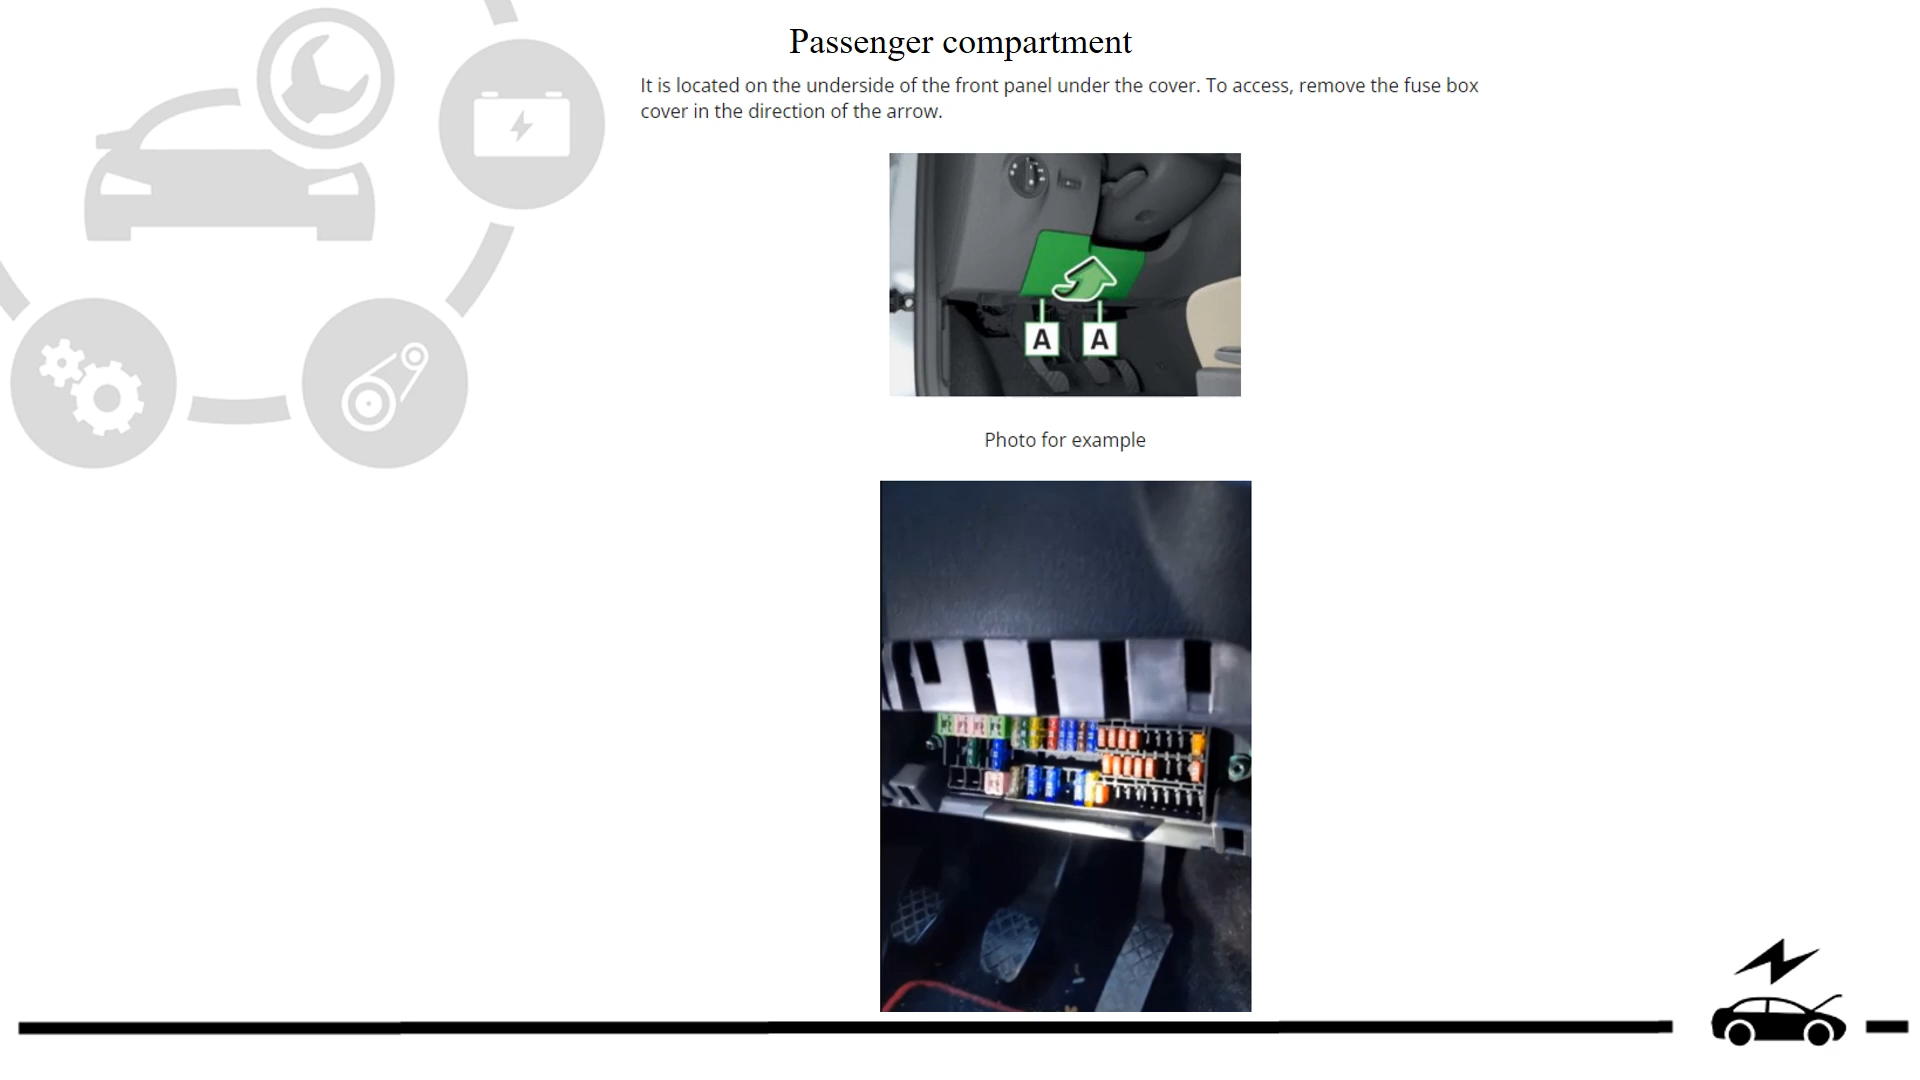 Passenger compartment
It is located on the underside of the front panel under the cover. To access, remove the fuse box
cover in the direction of the arrow.
A A
Photo for example